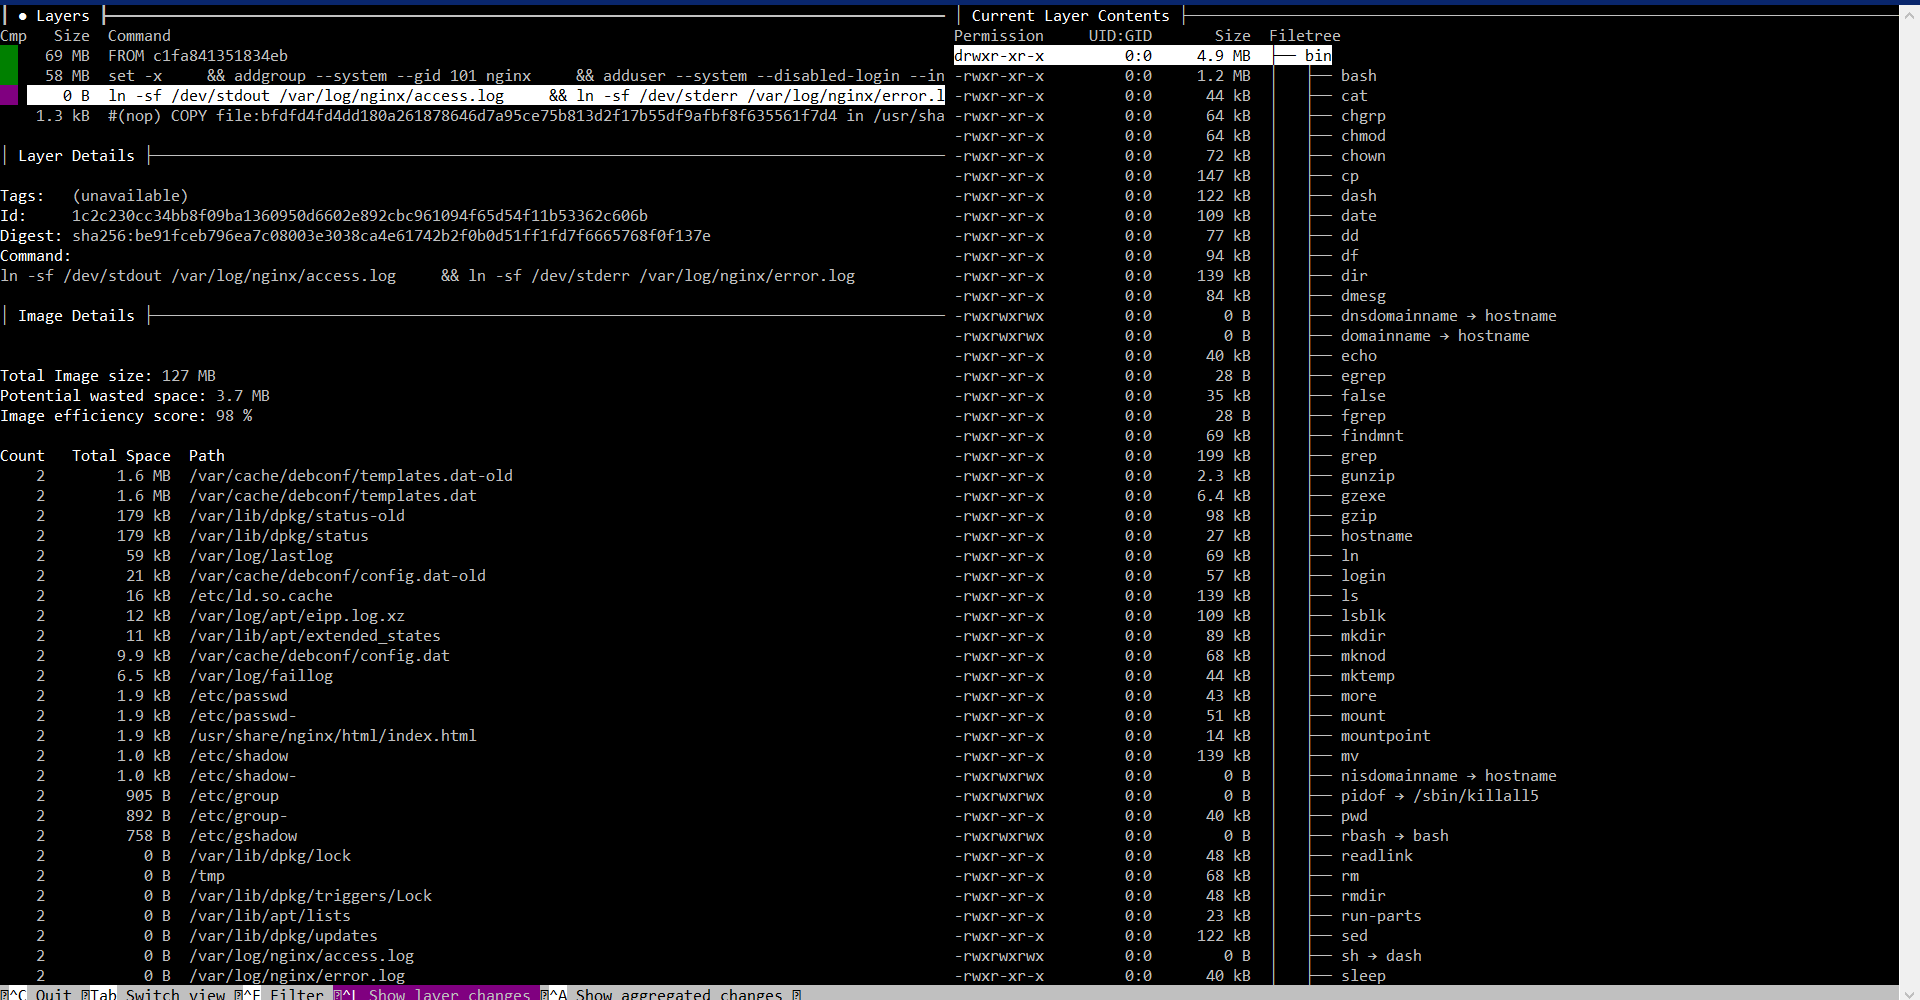 ● Layers
Cmp Size Command
69 MB FROM c1fa841351834eb
58 MB set -x && addgroup --system --gid 101 nginx && adduser --system --disabled-login --in
0 B ln -sf /dev/stdout /var/log/nginx/access.log && ln -sf /dev/stderr /var/log/nginx/error.l
1.3 kB #(nop) COPY file:bfdfd4fd4dd180a261878646d7a95ce75b813d2f17b55df9afbf8f635561f7d4 in /usr/sha
Layer Details
Tags: (unavailable)
Id: 1c2c230cc34bb8f09ba1360950d6602e892cbc961094f65d54f11b53362c606b
Digest: sha256:be91fceb796ea7c08003e3038ca4e61742b2f0b0d51ff1fd7f6665768f0f137e
Command:
ln -sf /dev/stdout /var/log/nginx/access.log && ln -sf /dev/stderr /var/log/nginx/error.log
Image Details
Total Image size: 127 MB
Potential wasted space: 3.7 MB
Image efficiency score: 98 %
Count Total Space Path
2 1.6 MB /var/cache/debconf/templates.dat-old
2 1.6 MB /var/cache/debconf/templates.dat
2 179 kB /var/lib/dpkg/status-old
2 179 kB /var/lib/dpkg/status
2 59 kB /var/log/lastlog
2 21 kB /var/cache/debconf/config.dat-old
2 16 kB /etc/ld.so.cache
2 12 kB /var/log/apt/eipp.log.xz
2 11 kB /var/lib/apt/extended_states
2 9.9 kB /var/cache/debconf/config.dat
2 6.5 kB /var/log/faillog
2 1.9 kB /etc/passwd
2 1.9 kB /etc/passwd-
2 1.9 kB /usr/share/nginx/html/index.html
2 1.0 kB /etc/shadow
2 1.0 kB /etc/shadow-
2 905 B /etc/group
2 892 B /etc/group-
2 758 B /etc/gshadow
2 0 B /var/lib/dpkg/lock
2 0 B /tmp
2 0 B /var/lib/dpkg/triggers/Lock
2 0 B /var/lib/apt/lists
2 0 B /var/lib/dpkg/updates
2 0 B /var/log/nginx/access.log
2 0 B /var/log/nginx/error.log
Current Layer Contents
Permission UID:GID Size Filetree
drwxr-xr-x 0:0 4.9 MB ├── bin
-rwxr-xr-x 0:0 1.2 MB │ ├── bash
-rwxr-xr-x 0:0 44 kB │ ├── cat
-rwxr-xr-x 0:0 64 kB │ ├── chgrp
-rwxr-xr-x 0:0 64 kB │ ├── chmod
-rwxr-xr-x 0:0 72 kB │ ├── chown
-rwxr-xr-x 0:0 147 kB │ ├── cp
-rwxr-xr-x 0:0 122 kB │ ├── dash
-rwxr-xr-x 0:0 109 kB │ ├── date
-rwxr-xr-x 0:0 77 kB │ ├── dd
-rwxr-xr-x 0:0 94 kB │ ├── df
-rwxr-xr-x 0:0 139 kB │ ├── dir
-rwxr-xr-x 0:0 84 kB │ ├── dmesg
-rwxrwxrwx 0:0 0 B │ ├── dnsdomainname → hostname
-rwxrwxrwx 0:0 0 B │ ├── domainname → hostname
-rwxr-xr-x 0:0 40 kB │ ├── echo
-rwxr-xr-x 0:0 28 B │ ├── egrep
-rwxr-xr-x 0:0 35 kB │ ├── false
-rwxr-xr-x 0:0 28 B │ ├── fgrep
-rwxr-xr-x 0:0 69 kB │ ├── findmnt
-rwxr-xr-x 0:0 199 kB │ ├── grep
-rwxr-xr-x 0:0 2.3 kB │ ├── gunzip
-rwxr-xr-x 0:0 6.4 kB │ ├── gzexe
-rwxr-xr-x 0:0 98 kB │ ├── gzip
-rwxr-xr-x 0:0 27 kB │ ├── hostname
-rwxr-xr-x 0:0 69 kB │ ├── ln
-rwxr-xr-x 0:0 57 kB │ ├── login
-rwxr-xr-x 0:0 139 kB │ ├── ls
-rwxr-xr-x 0:0 109 kB │ ├── lsblk
-rwxr-xr-x 0:0 89 kB │ ├── mkdir
-rwxr-xr-x 0:0 68 kB │ ├── mknod
-rwxr-xr-x 0:0 44 kB │ ├── mktemp
-rwxr-xr-x 0:0 43 kB │ ├── more
-rwxr-xr-x 0:0 51 kB │ ├── mount
-rwxr-xr-x 0:0 14 kB │ ├── mountpoint
-rwxr-xr-x 0:0 139 kB │ ├── mv
-rwxrwxrwx 0:0 0 B │ ├── nisdomainname → hostname
-rwxrwxrwx 0:0 0 B │ ├── pidof → /sbin/killall5
-rwxr-xr-x 0:0 40 kB │ ├── pwd
-rwxrwxrwx 0:0 0 B │ ├── rbash → bash
-rwxr-xr-x 0:0 48 kB │ ├── readlink
-rwxr-xr-x 0:0 68 kB │ ├── rm
-rwxr-xr-x 0:0 48 kB │ ├── rmdir
-rwxr-xr-x 0:0 23 kB │ ├── run-parts
-rwxr-xr-x 0:0 122 kB │ ├── sed
-rwxrwxrwx 0:0 0 B │ ├── sh → dash
-rwxr-xr-x 0:0 40 kB │ ├── sleep
^C Quit Tab Switch view ^F Filter ^L Show layer changes ^A Show aggregated changes